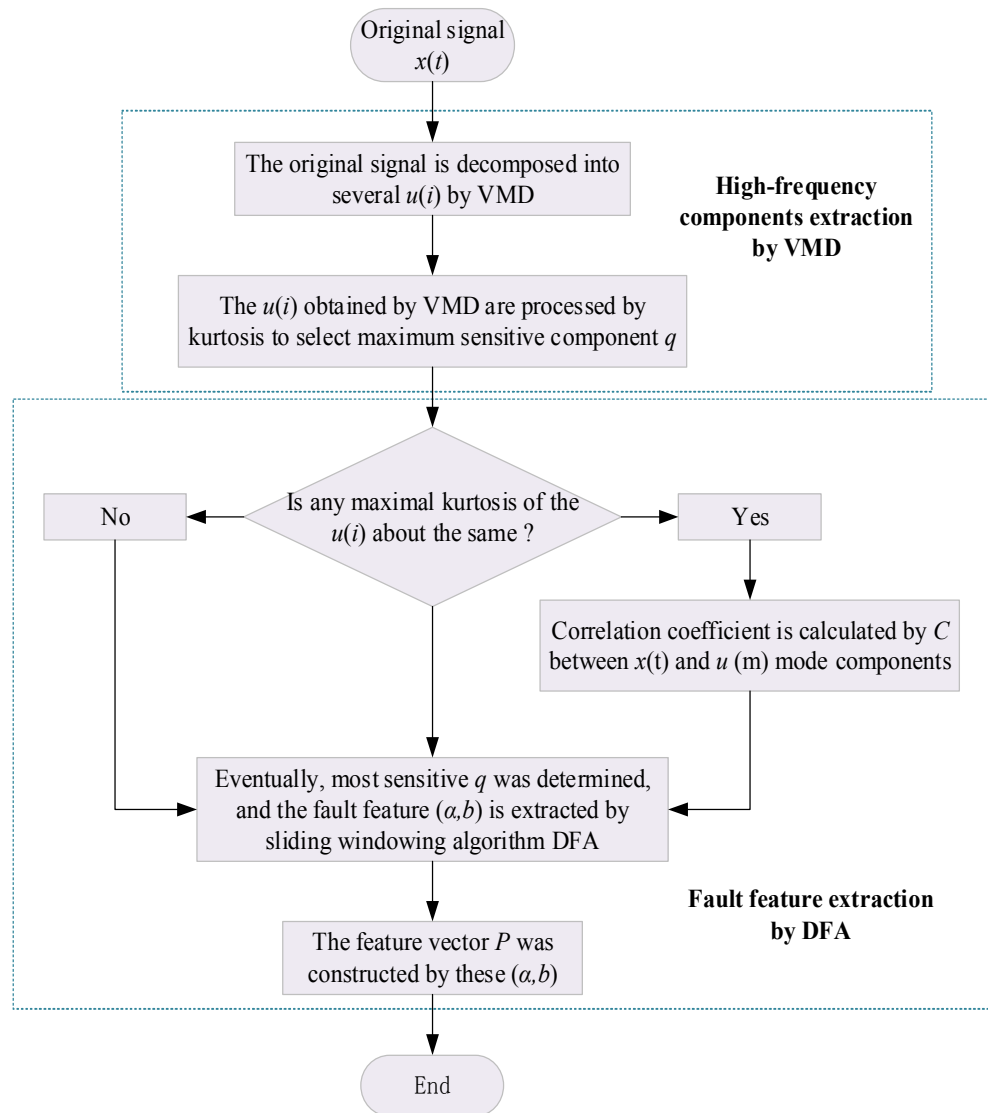 Original signal
x(t)
The original signal is decomposed into
several u(i) by VMD
High-frequency
components extraction
by VMD
The u(i) obtained by VMD are processed by
kurtosis to select maximum sensitive component q
Is any maximal kurtosis of the
u(i) about the same ?
No
Yes
Correlation coefficient is calculated by C
between x(t) and u (m) mode components
Eventually, most sensitive q was determined,
and the fault feature (α,b) is extracted by
sliding windowing algorithm DFA
Fault feature extraction
by DFA
The feature vector P was
constructed by these (α,b)
End